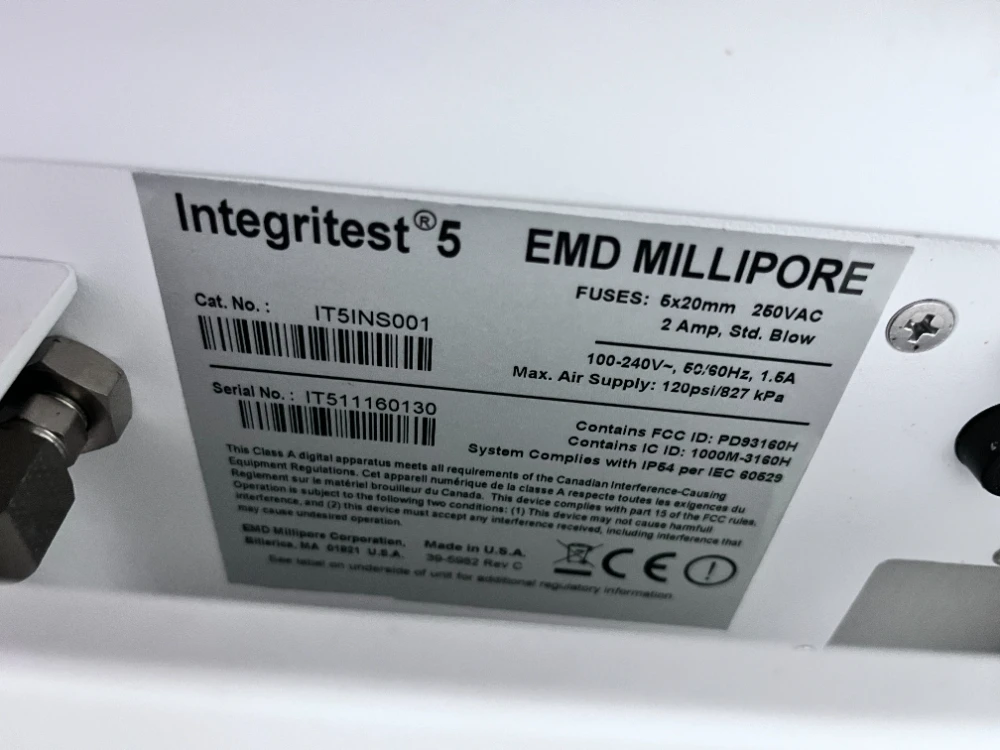 Integritest®5
EMD MILLIPORE
FUSES: 5x20mm 250VAC
2 Amp, Std. Blow
Cat. No.: IT5INS001
100-240V~, 50/60Hz, 1.5A
Max. Air Supply: 120psi/827 kPa
Serial No.: IT511160130
Contains FCC ID: PD93160H
Contains IC ID: 1000M-3160H
System Complies with IP54 per IEC 60529
This Class A digital apparatus meets all requirements of the Canadian Interference-Causing
Equipment Regulations. Cet appareil numérique de la classe A respecte toutes les exigences du
Reglement sur le matériel brouilleur du Canada. This device complies with part 15 of the FCC rules.
Operation is subject to the following two conditions: (1) This device may not cause harmfull
interference, and (2) this device must accept any interference received, including interference that
may cause undesired operation.
EMD Millipore Corporation.
Billerica, MA 01821 U.S.A.
Made in U.S.A.
39-5982 Rev C
CE
See label on underside of unit for additional regulatory information.